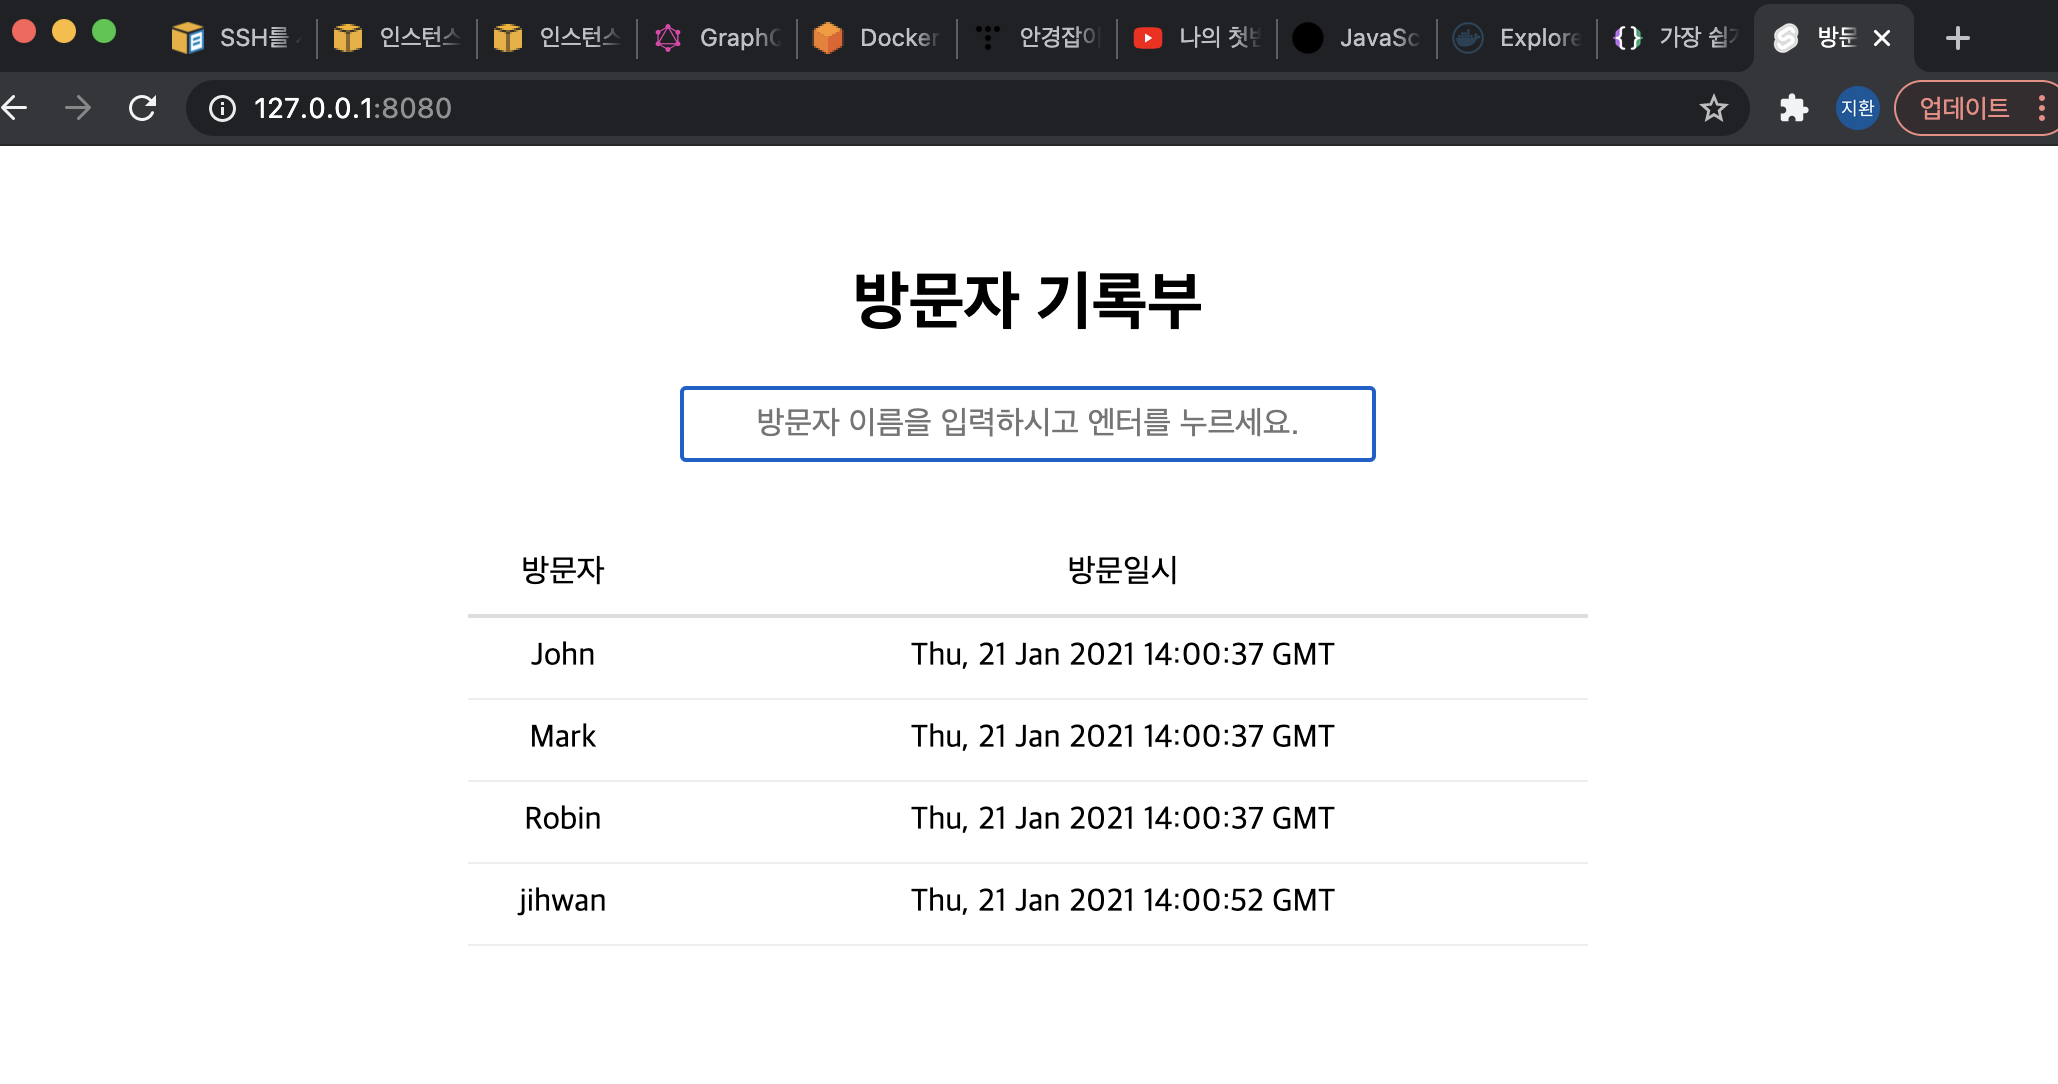 SSH를
인스턴스
인스턴스
Graph
Docker
안경잡이
나의 첫
JavaSc
Explore
가장 쉽
방문
127.0.0.1:8080
지환
업데이트
방문자 기록부
방문자 이름을 입력하시고 엔터를 누르세요.
방문자 방문일시
John Thu, 21 Jan 2021 14:00:37 GMT
Mark Thu, 21 Jan 2021 14:00:37 GMT
Robin Thu, 21 Jan 2021 14:00:37 GMT
jihwan Thu, 21 Jan 2021 14:00:52 GMT